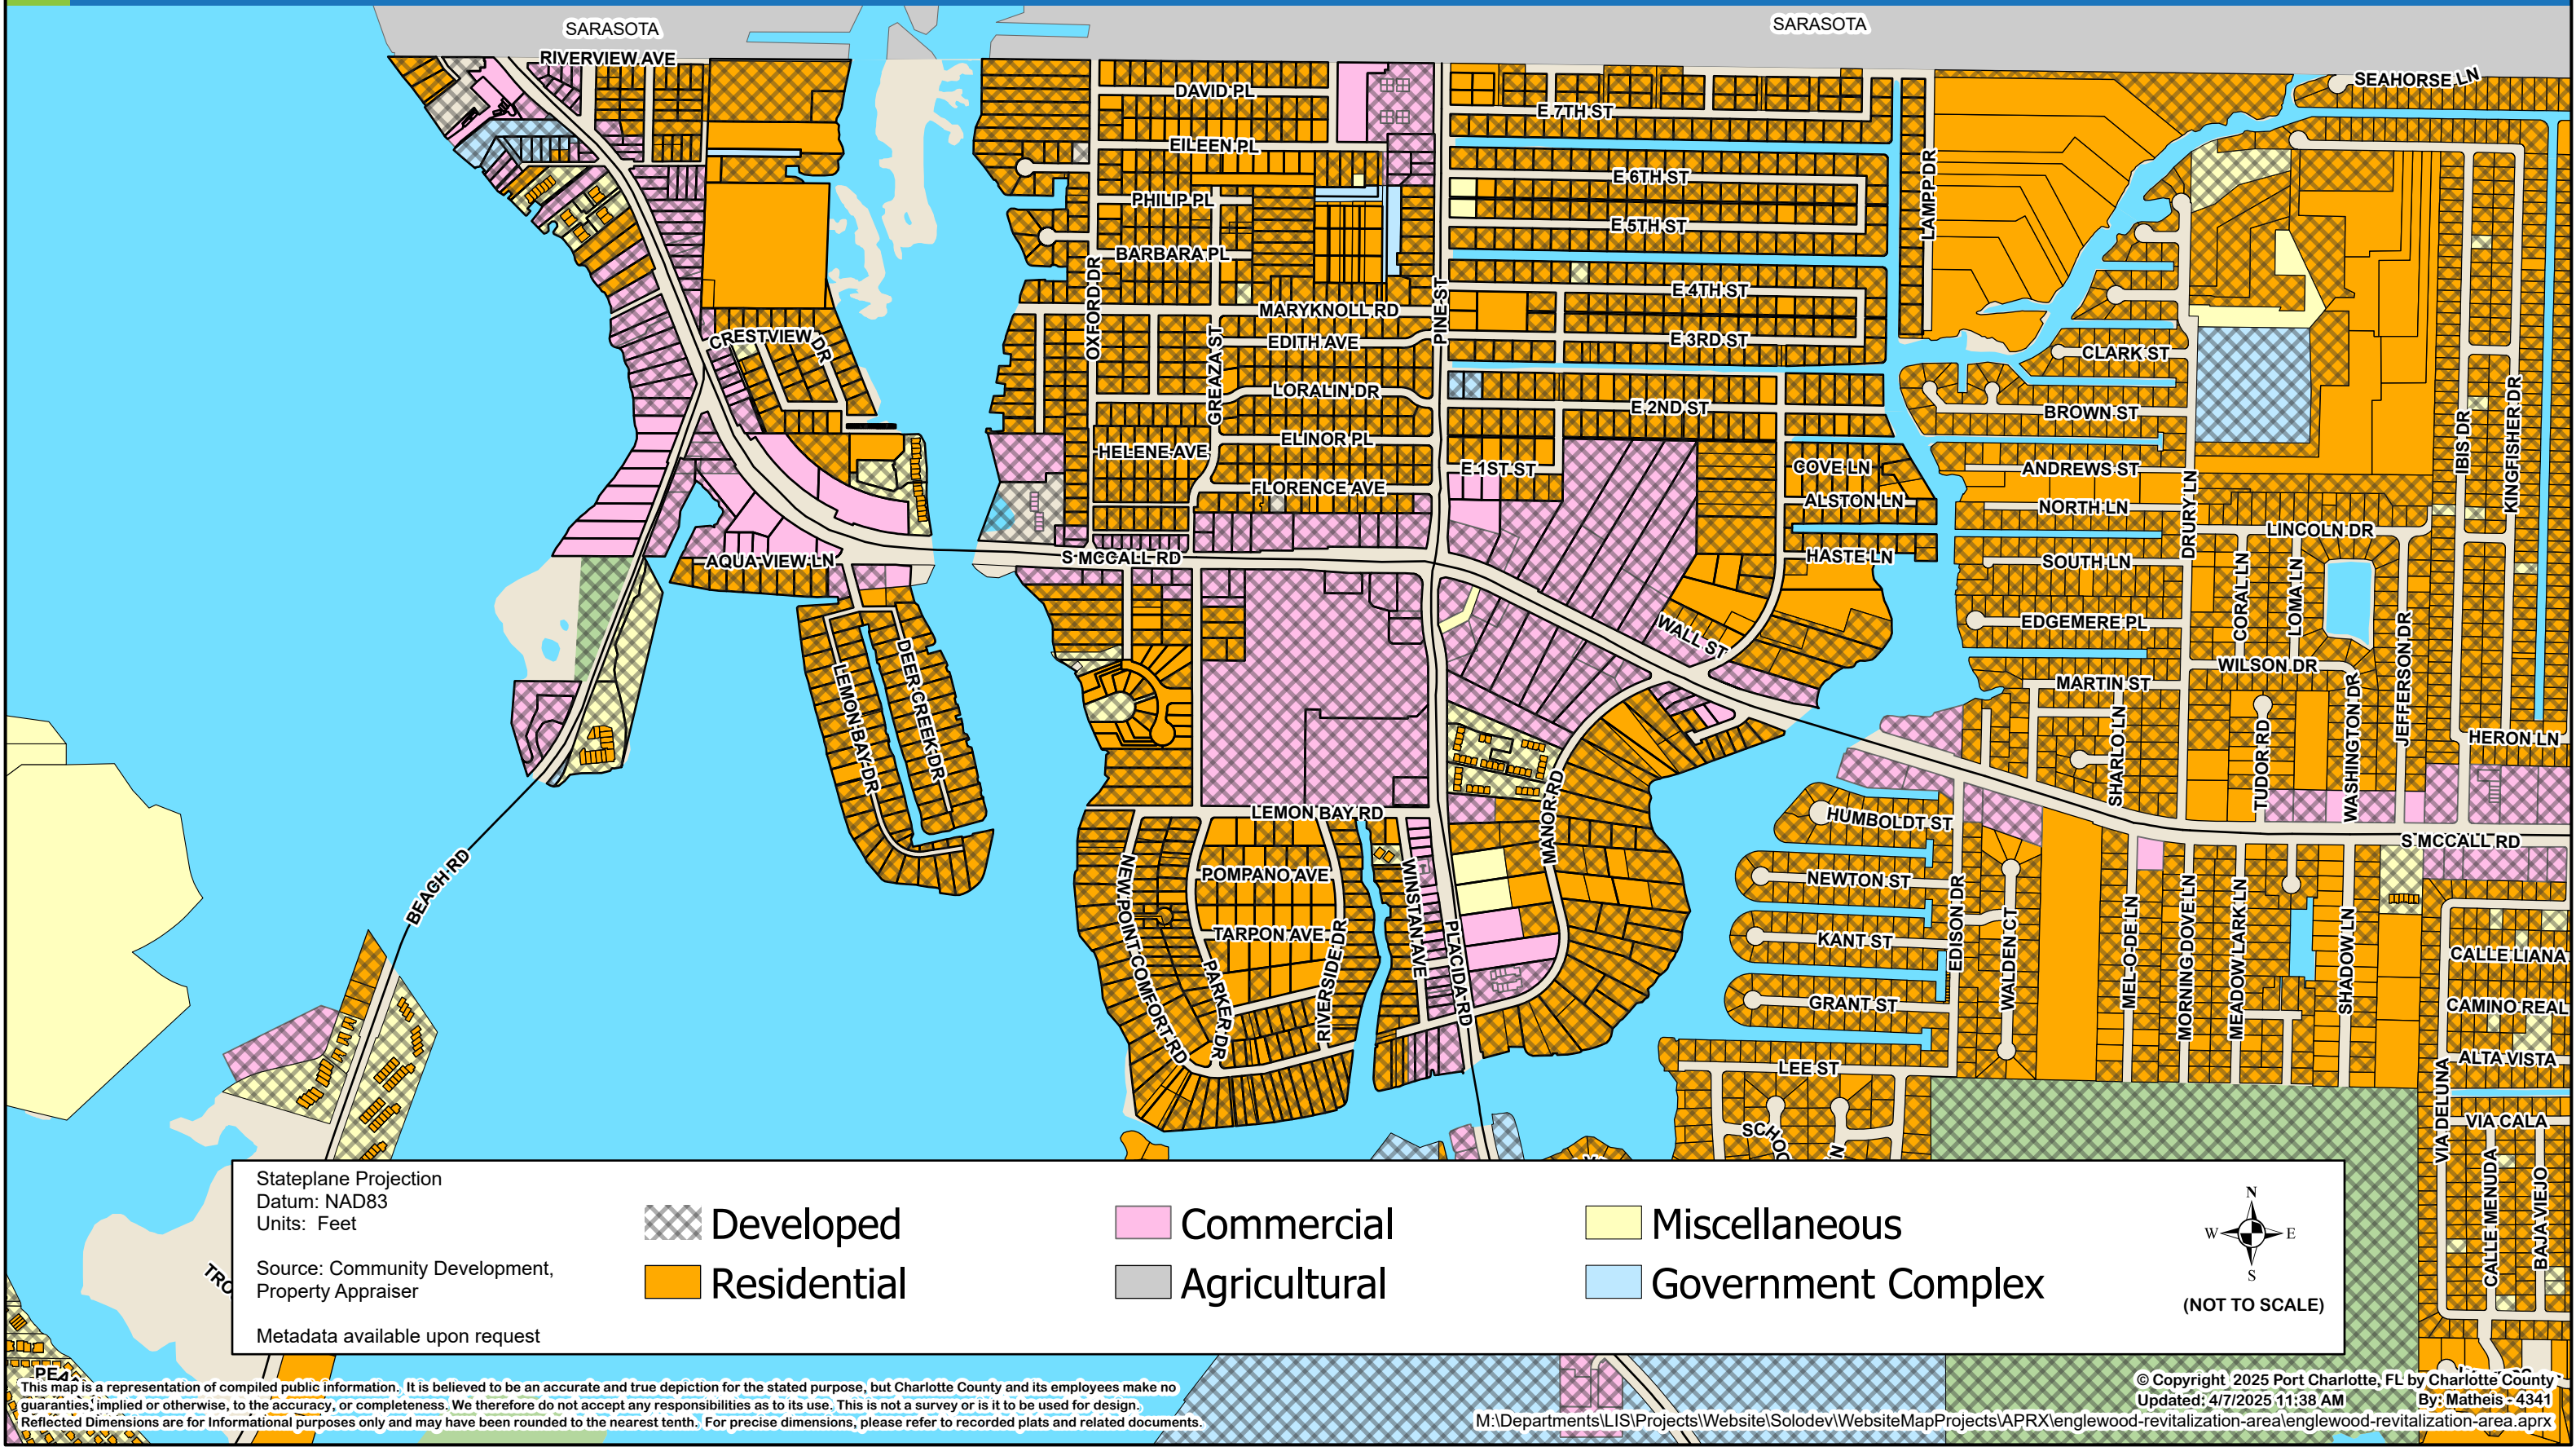 SARASOTA
SARASOTA
RIVERVIEW AVE
SEAHORSE LN
DAVID PL
E 7TH ST
EILEEN PL
E 6TH ST
LAMPP DR
PHILIP PL
E 5TH ST
BARBARA PL
OXFORD DR
PINE ST
E 4TH ST
MARYKNOLL RD
CRESTVIEW DR
EDITH AVE
E 3RD ST
CLARK ST
GREAZA ST
LORALIN DR
E 2ND ST
BROWN ST
IBIS DR
KINGFISHER DR
ELINOR PL
HELENE AVE
E 1ST ST
COVE LN
ANDREWS ST
FLORENCE AVE
ALSTON LN
NORTH LN
DRURY LN
LINCOLN DR
S MCCALL RD
AQUA VIEW LN
HASTE LN
SOUTH LN
CORAL LN
LOMA LN
EDGEMERE PL
WALL ST
JEFFERSON DR
WILSON DR
MARTIN ST
LEMON BAY DR
DEER CREEK DR
SHARLO LN
TUDOR RD
WASHINGTON DR
HERON LN
MANOR RD
LEMON BAY RD
HUMBOLDT ST
S MCCALL RD
BEACH RD
NEW POINT COMFORT RD
POMPANO AVE
WINSTAN AVE
NEWTON ST
EDISON DR
TARPON AVE
RIVERSIDE DR
PLACIDA RD
KANT ST
WALDEN CT
MEL-O-DE LN
MORNING DOVE LN
MEADOW LARK LN
SHADOW LN
CALLE LIANA
PARKER DR
GRANT ST
CAMINO REAL
LEE ST
ALTA VISTA
VIA DELUNA
VIA CALA
CALLE MENUDA
BAJA VIEJO
Stateplane Projection
Datum: NAD83
Units: Feet
Source: Community Development,
Property Appraiser
Metadata available upon request
Developed
Commercial
Miscellaneous
Residential
Agricultural
Government Complex
N
W
E
S
(NOT TO SCALE)
This map is a representation of compiled public information. It is believed to be an accurate and true depiction for the stated purpose, but Charlotte County and its employees make no
guaranties, implied or otherwise, to the accuracy, or completeness. We therefore do not accept any responsibilities as to its use. This is not a survey or is it to be used for design.
Reflected Dimensions are for Informational purposes only and may have been rounded to the nearest tenth. For precise dimensions, please refer to recorded plats and related documents.
© Copyright 2025 Port Charlotte, FL by Charlotte County
Updated: 4/7/2025 11:38 AM By: Matheis - 4341
M:\Departments\LIS\Projects\Website\Solodev\WebsiteMapProjects\APRX\englewood-revitalization-area\englewood-revitalization-area.aprx